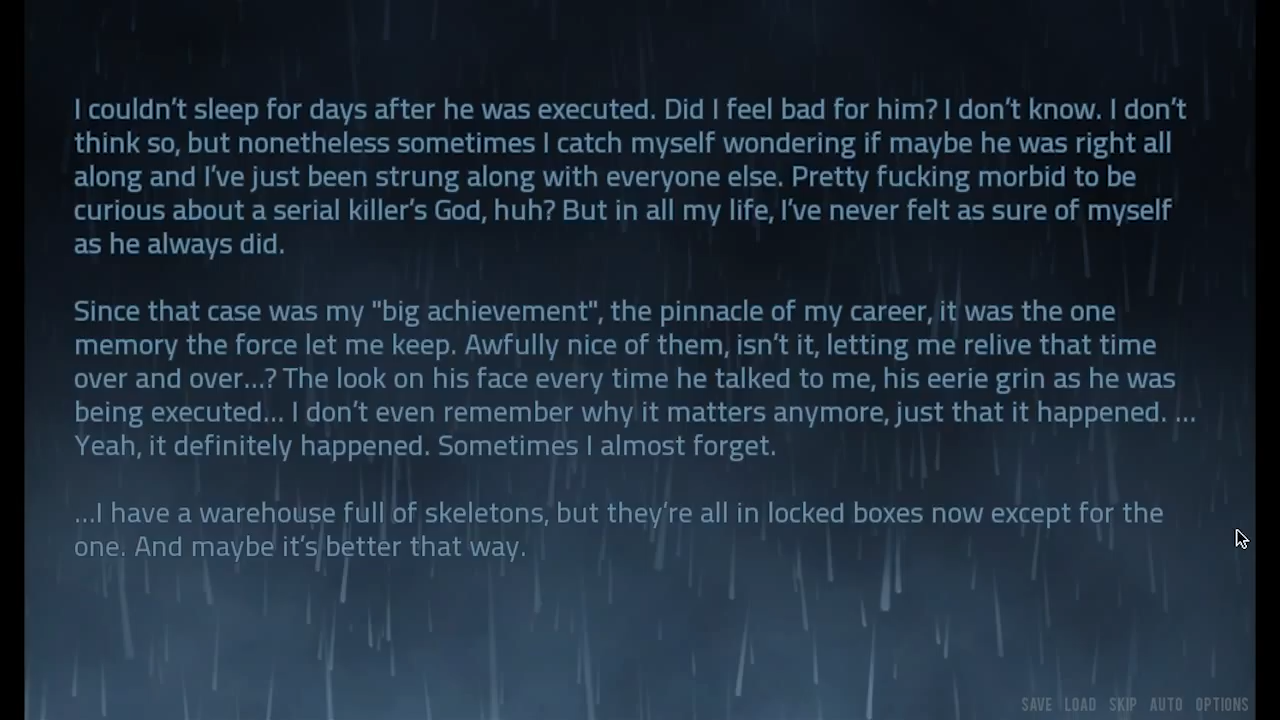 I couldn’t sleep for days after he was executed. Did I feel bad for him? I don’t know. I don’t
think so, but nonetheless sometimes I catch myself wondering if maybe he was right all
along and I’ve just been strung along with everyone else. Pretty fucking morbid to be
curious about a serial killer’s God, huh? But in all my life, I’ve never felt as sure of myself
as he always did.
Since that case was my "big achievement", the pinnacle of my career, it was the one
memory the force let me keep. Awfully nice of them, isn’t it, letting me relive that time
over and over...? The look on his face every time he talked to me, his eerie grin as he was
being executed... I don’t even remember why it matters anymore, just that it happened. ...
Yeah, it definitely happened. Sometimes I almost forget.
...I have a warehouse full of skeletons, but they’re all in locked boxes now except for the
one. And maybe it’s better that way.
SAVE LOAD SKIP AUTO OPTIONS